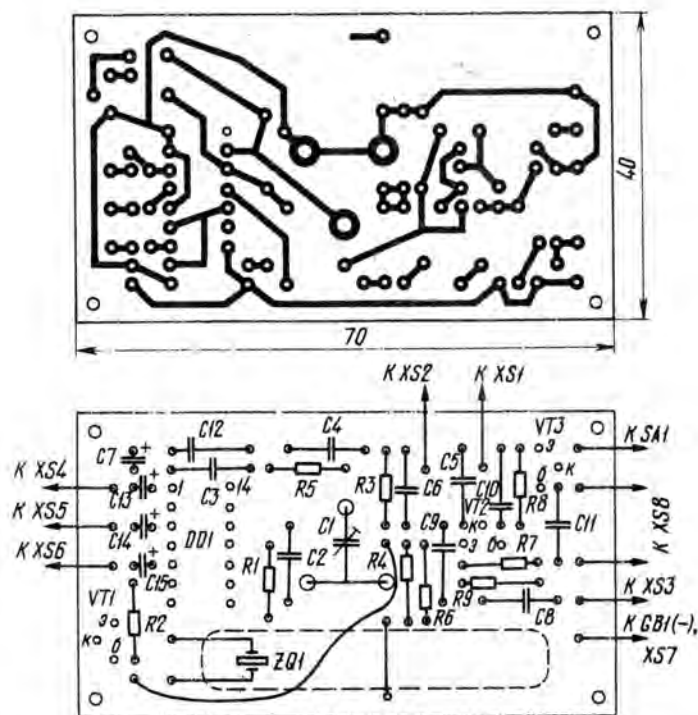 40
70
К XS2
К XS1
C12
C4
VT3
э
К SA1
C7
+
К XS4
C13
+
1
C3
14
R5
R3
C6
C5
C10
R8
б
к
К XS5
C14
+
DD1
C1
C9
VT2
к
C11
К XS8
К XS6
C15
+
R1
C2
R4
э
б
R7
VT1
э
R2
R9
К XS3
к
б
R6
C8
ZQ1
К GB1(–),
XS7